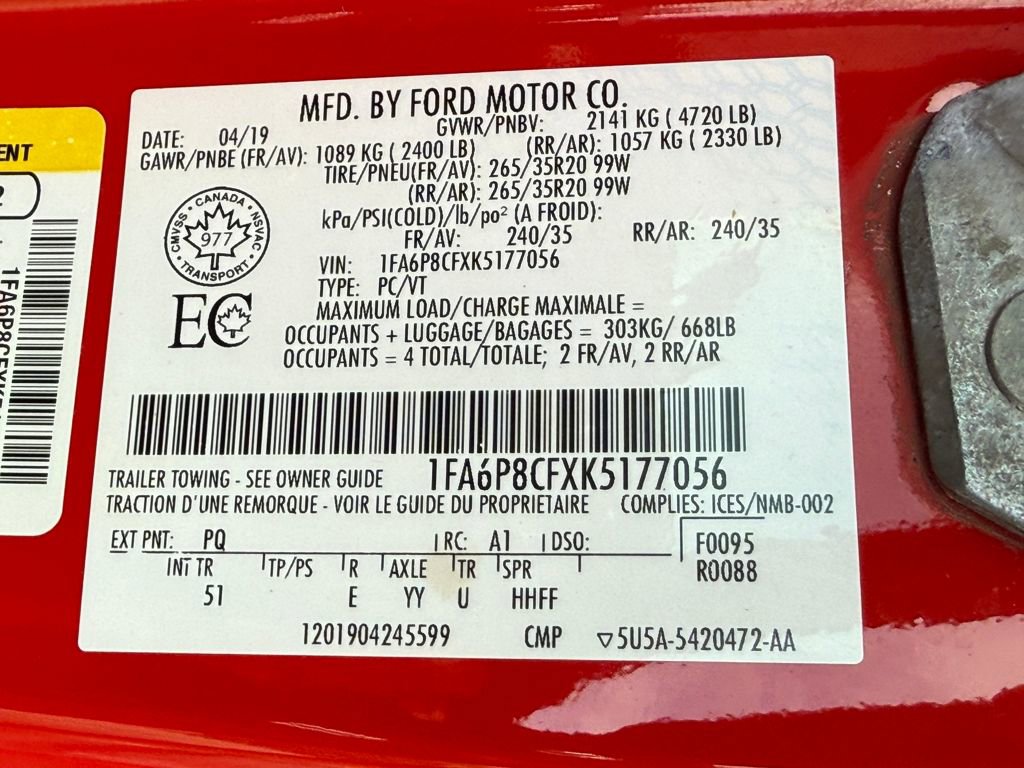 MFD. BY FORD MOTOR CO.
DATE: 04/19 GVWR/PNBV: 2141 KG ( 4720 LB)
GAWR/PNBE (FR/AV): 1089 KG ( 2400 LB) (RR/AR): 1057 KG ( 2330 LB)
TIRE/PNEU(FR/AV): 265/35R20 99W
(RR/AR): 265/35R20 99W
kPa/PSI(COLD)/lb/po² (A FROID):
FR/AV: 240/35 RR/AR: 240/35
VIN: 1FA6P8CFXK5177056
TYPE: PC/VT
MAXIMUM LOAD/CHARGE MAXIMALE =
OCCUPANTS + LUGGAGE/BAGAGES = 303KG/ 668LB
OCCUPANTS = 4 TOTAL/TOTALE; 2 FR/AV, 2 RR/AR
CMVSS · CANADA · NSVAC · TRANSPORT ·
977
EC
1FA6P8CFXK5177056
TRAILER TOWING - SEE OWNER GUIDE
TRACTION D'UNE REMORQUE - VOIR LE GUIDE DU PROPRIETAIRE COMPLIES: ICES/NMB-002
EXT PNT: PQ RC: A1 DSO: F0095
INT TR TP/PS R AXLE TR SPR R0088
51 E YY U HHFF
1201904245599 CMP ▽5U5A-5420472-AA
ENT
2
1FA6P8CFXK5